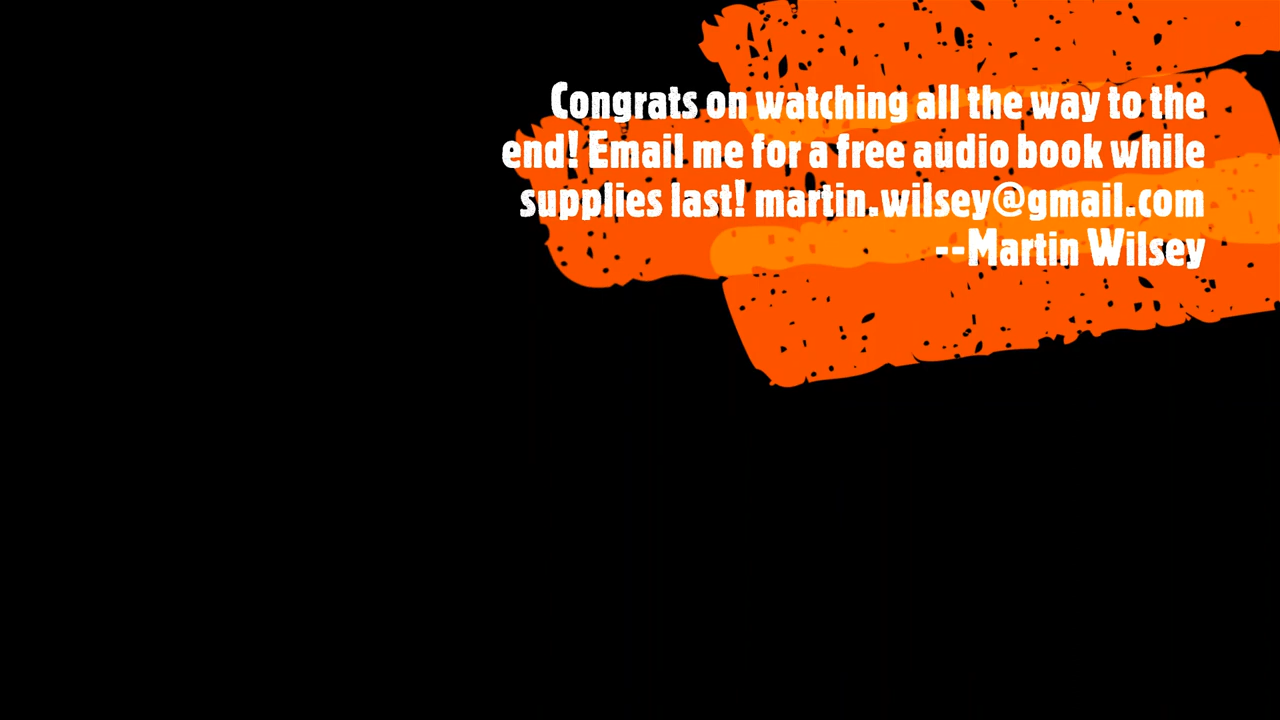 Congrats on watching all the way to the
end! Email me for a free audio book while
supplies last! martin.wilsey@gmail.com
--Martin Wilsey